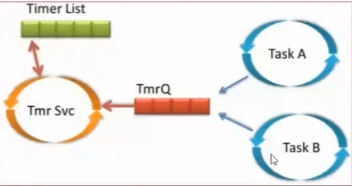 Timer List
Task A
TmrQ
Tmr Svc
Task B